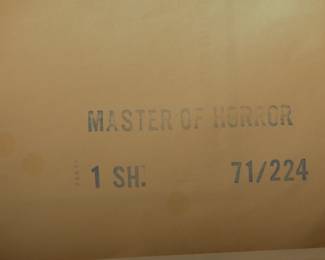 MASTER OF HORROR
1 SH. 71/224